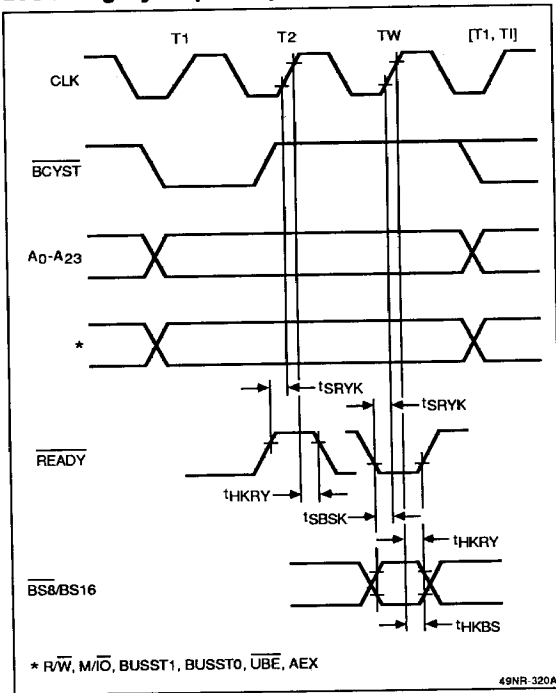 T1 T2 TW [T1, TI]
CLK
BCYST
A0-A23
*
tSRYK
tSRYK
READY
tHKRY
tSBSK
tHKRY
BS8/BS16
tHKBS
* R/W, M/IO, BUSST1, BUSST0, UBE, AEX
49NR-320A